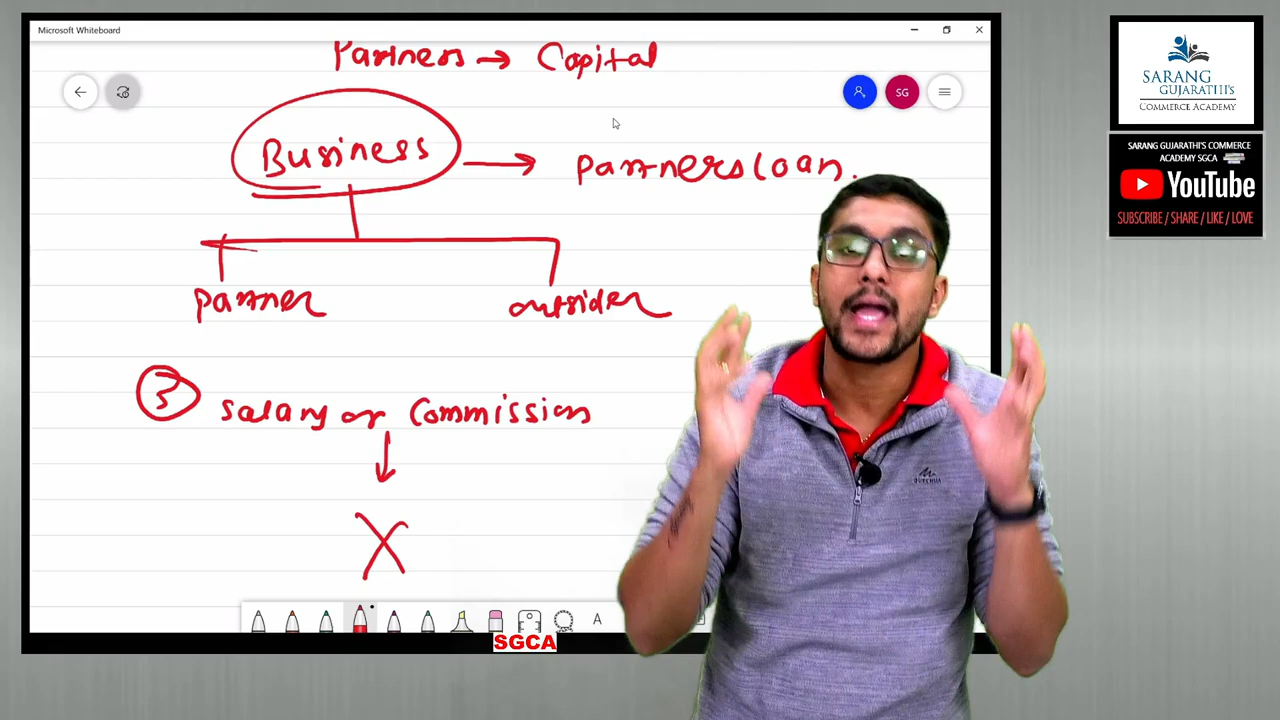 Microsoft Whiteboard
Partners → Capital
SG
Business → Partners loan.
Partner outsider
3 Salary or Commission
X
A
SGCA
SARANG
GUJARATHI'S
COMMERCE ACADEMY
SARANG GUJARATHI'S COMMERCE
ACADEMY SGCA
YouTube
SUBSCRIBE / SHARE / LIKE / LOVE